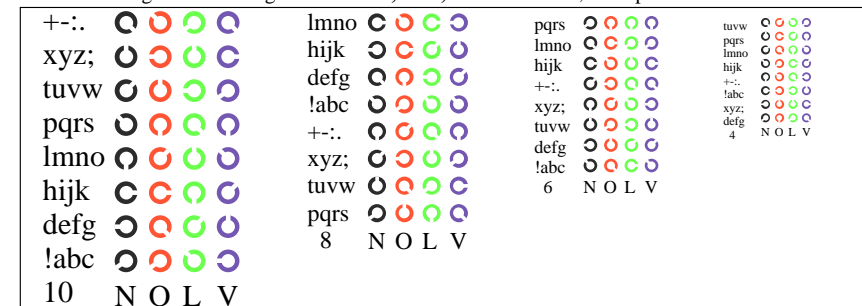 +-:.
xyz;
tuvw
pqrs
lmno
hijk
defg
!abc
10 N O L V
lmno
hijk
defg
!abc
+-:.
xyz;
tuvw
pqrs
8 N O L V
pqrs
lmno
hijk
+-:.
xyz;
tuvw
defg
!abc
6 N O L V
tuvw
pqrs
lmno
hijk
+-:.
!abc
xyz;
defg
4 N O L V